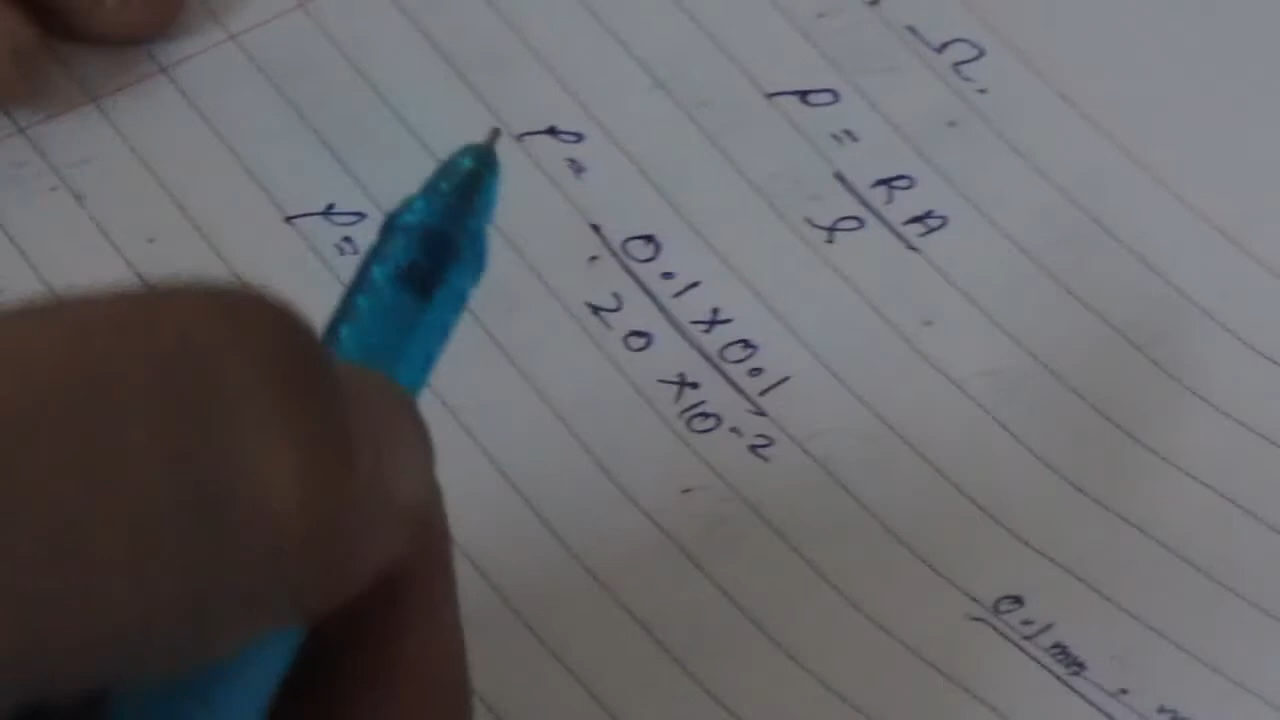 Ω.
ρ = RA / l
ρ = 0.1 × 0.1 / 20 × 10-2
ρ =
0.1 mm